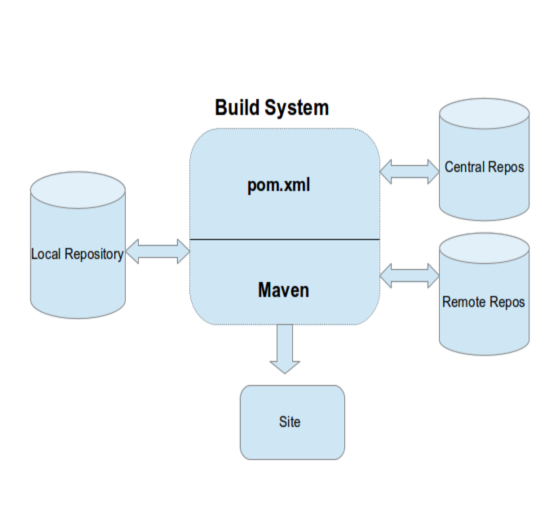 Build System
pom.xml
Central Repos
Local Repository
Maven
Remote Repos
Site